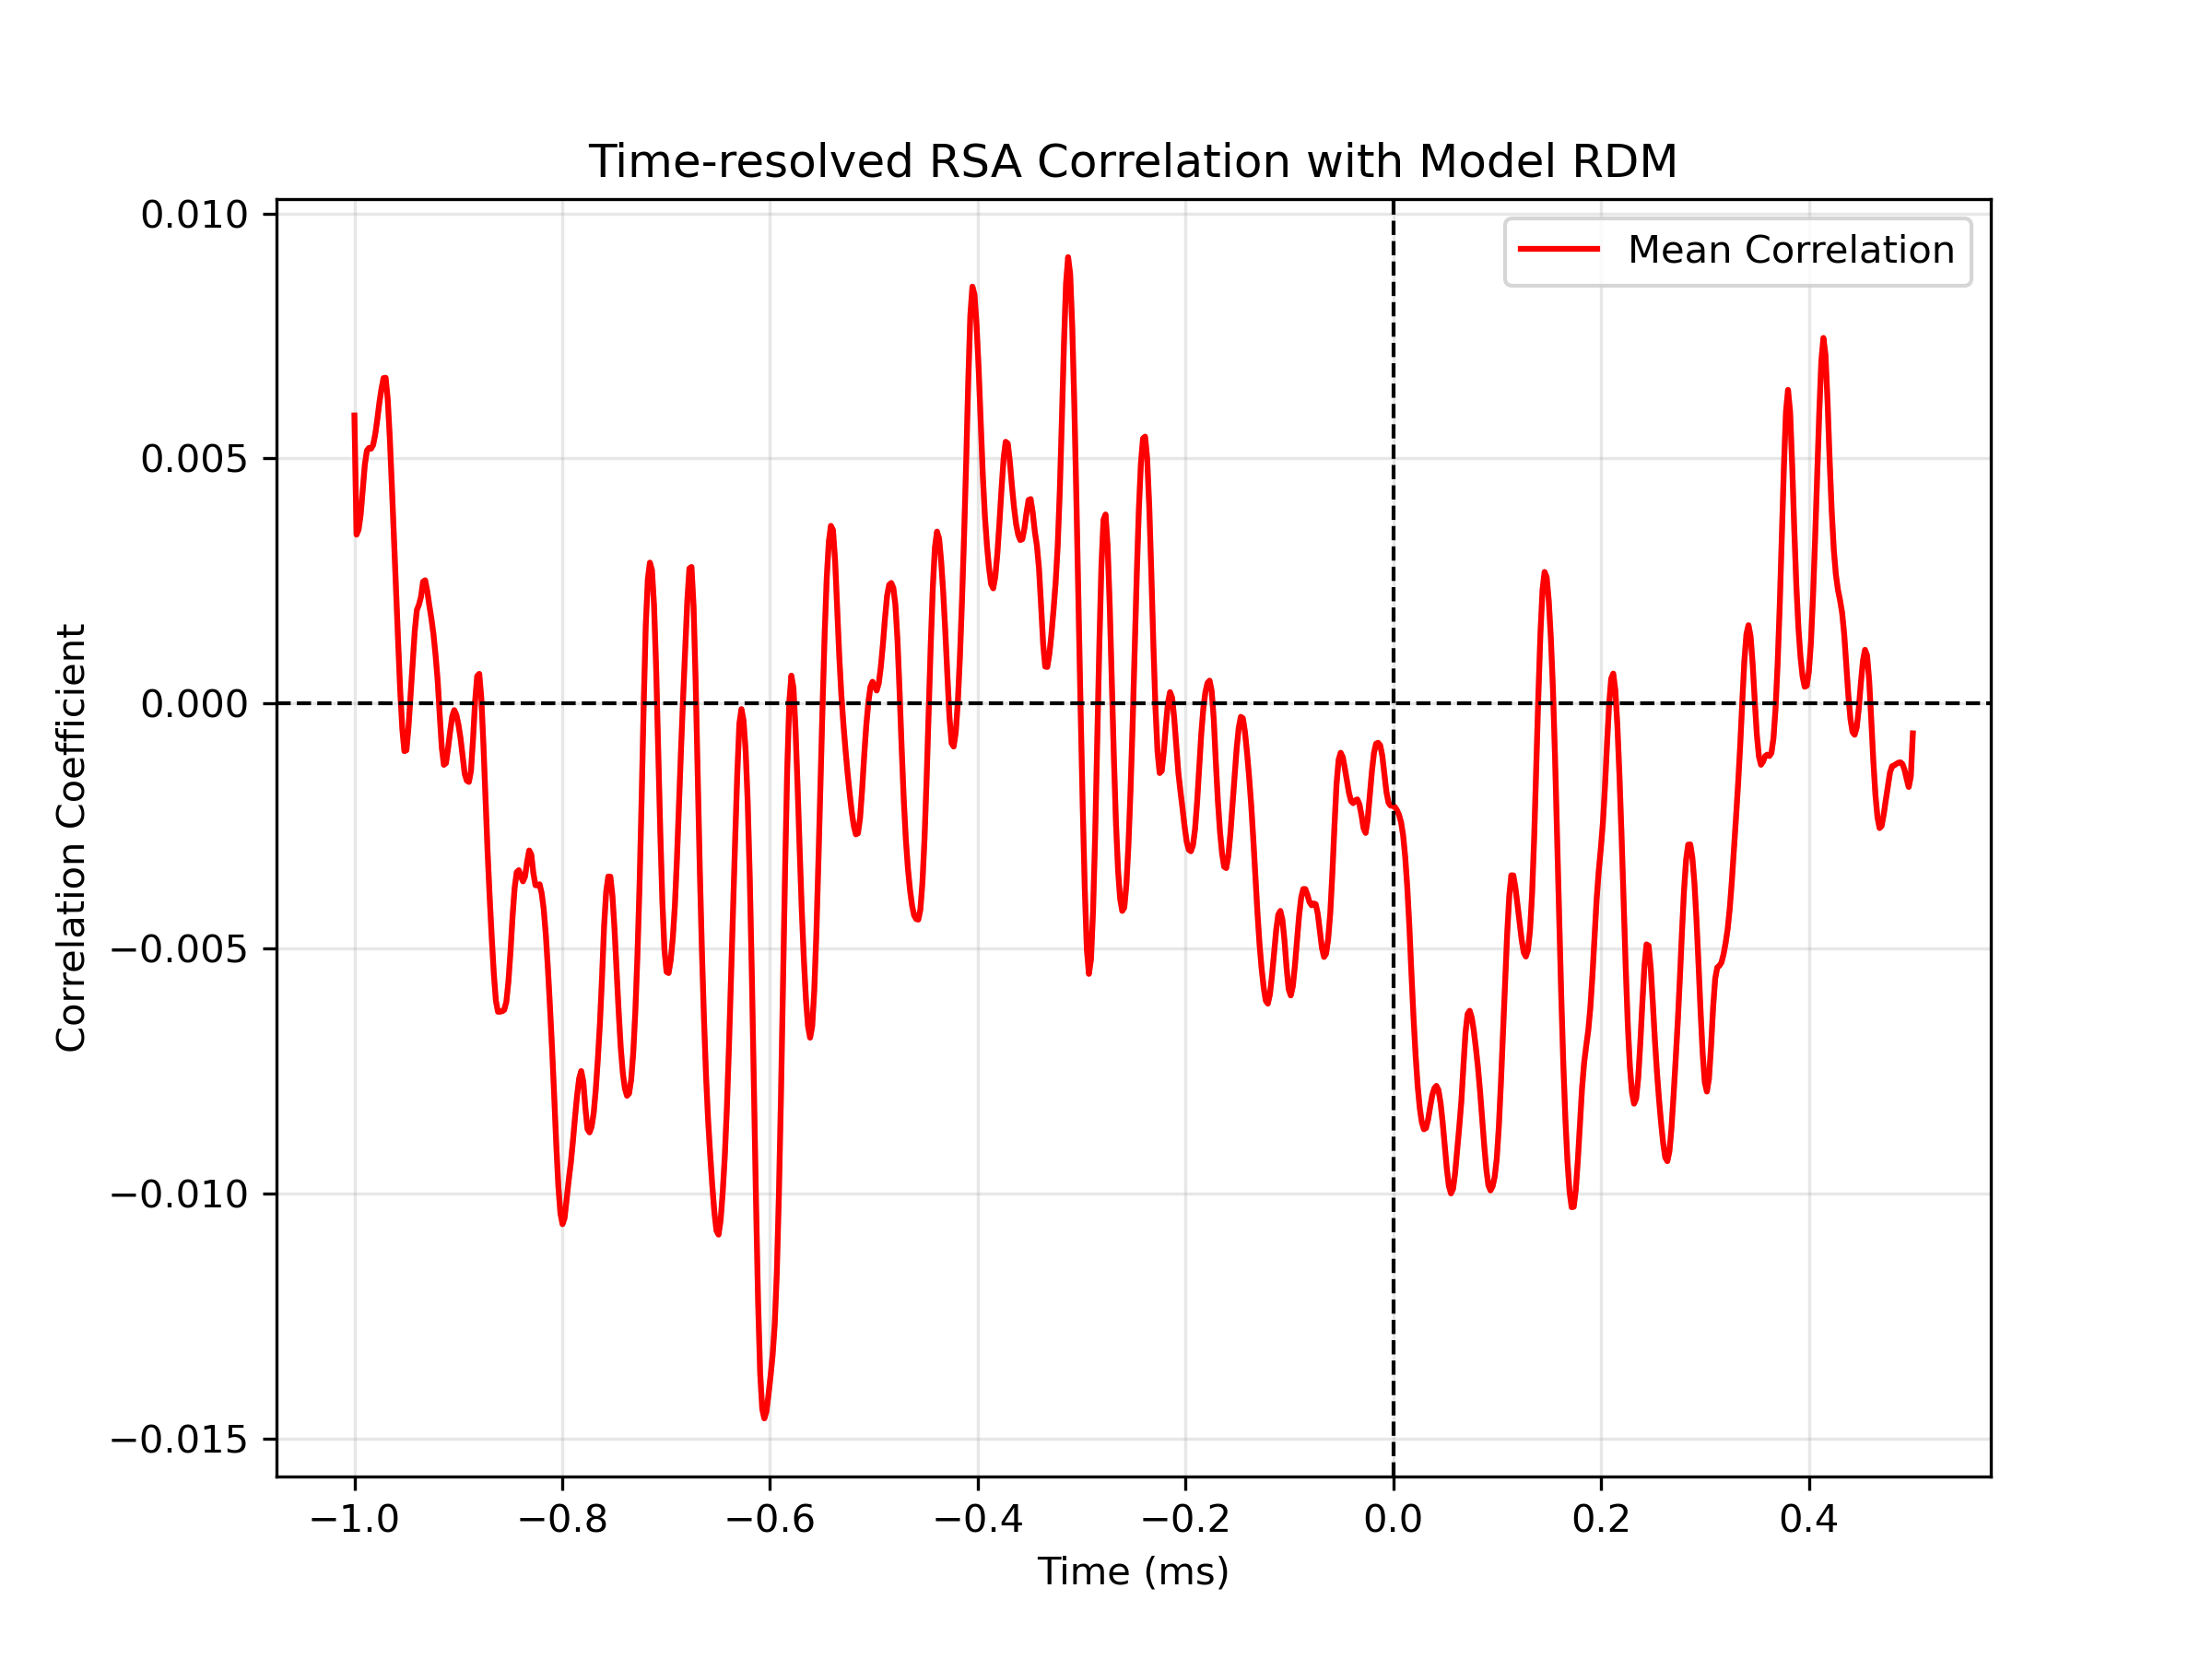 Time-resolved RSA Correlation with Model RDM
Mean Correlation
0.010
0.005
0.000
−0.005
−0.010
−0.015
Correlation Coefficient
−1.0 −0.8 −0.6 −0.4 −0.2 0.0 0.2 0.4
Time (ms)